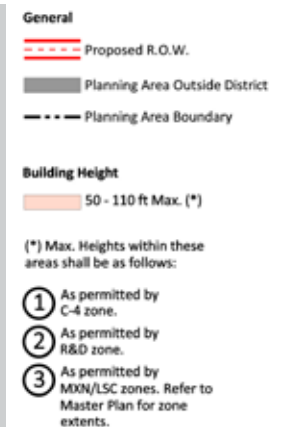 General
Proposed R.O.W.
Planning Area Outside District
Planning Area Boundary
Building Height
50 - 110 ft Max. (*)
(*) Max. Heights within these
areas shall be as follows:
1 As permitted by
C-4 zone.
2 As permitted by
R&D zone.
3 As permitted by
MXN/LSC zones. Refer to
Master Plan for zone
extents.